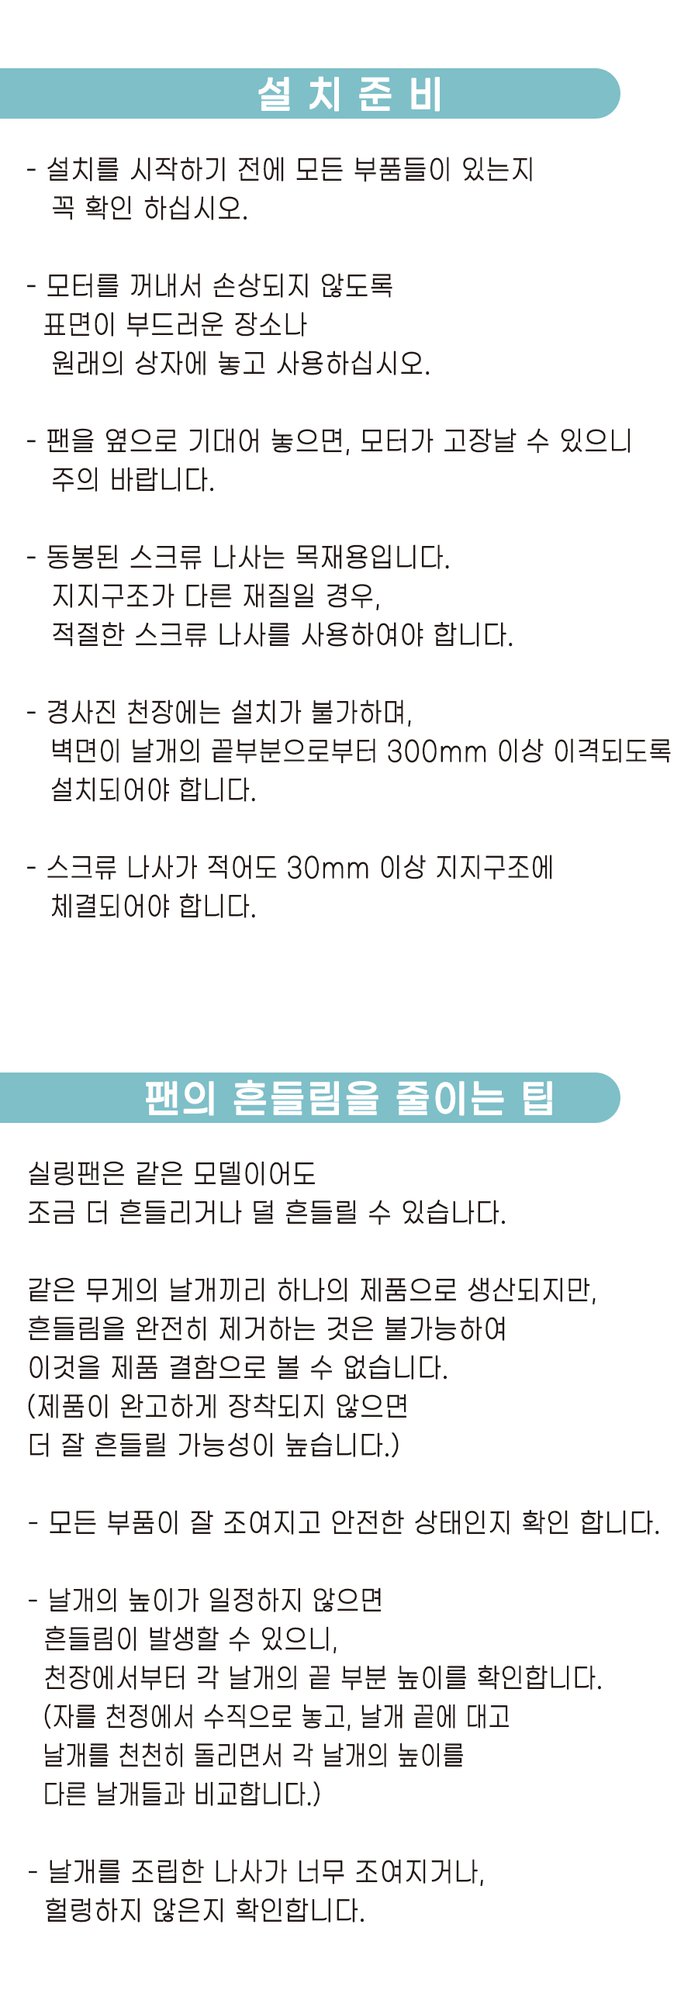 설 치 준 비
- 설치를 시작하기 전에 모든 부품들이 있는지
꼭 확인 하십시오.
- 모터를 꺼내서 손상되지 않도록
표면이 부드러운 장소나
원래의 상자에 놓고 사용하십시오.
- 팬을 옆으로 기대어 놓으면, 모터가 고장날 수 있으니
주의 바랍니다.
- 동봉된 스크류 나사는 목재용입니다.
지지구조가 다른 재질일 경우,
적절한 스크류 나사를 사용하여야 합니다.
- 경사진 천장에는 설치가 불가하며,
벽면이 날개의 끝부분으로부터 300mm 이상 이격되도록
설치되어야 합니다.
- 스크류 나사가 적어도 30mm 이상 지지구조에
체결되어야 합니다.
팬의 흔들림을 줄이는 팁
실링팬은 같은 모델이어도
조금 더 흔들리거나 덜 흔들릴 수 있습나다.
같은 무게의 날개끼리 하나의 제품으로 생산되지만,
흔들림을 완전히 제거하는 것은 불가능하여
이것을 제품 결함으로 볼 수 없습니다.
(제품이 완고하게 장착되지 않으면
더 잘 흔들릴 가능성이 높습니다.)
- 모든 부품이 잘 조여지고 안전한 상태인지 확인 합니다.
- 날개의 높이가 일정하지 않으면
흔들림이 발생할 수 있으니,
천장에서부터 각 날개의 끝 부분 높이를 확인합니다.
(자를 천정에서 수직으로 놓고, 날개 끝에 대고
날개를 천천히 돌리면서 각 날개의 높이를
다른 날개들과 비교합니다.)
- 날개를 조립한 나사가 너무 조여지거나,
헐렁하지 않은지 확인합니다.